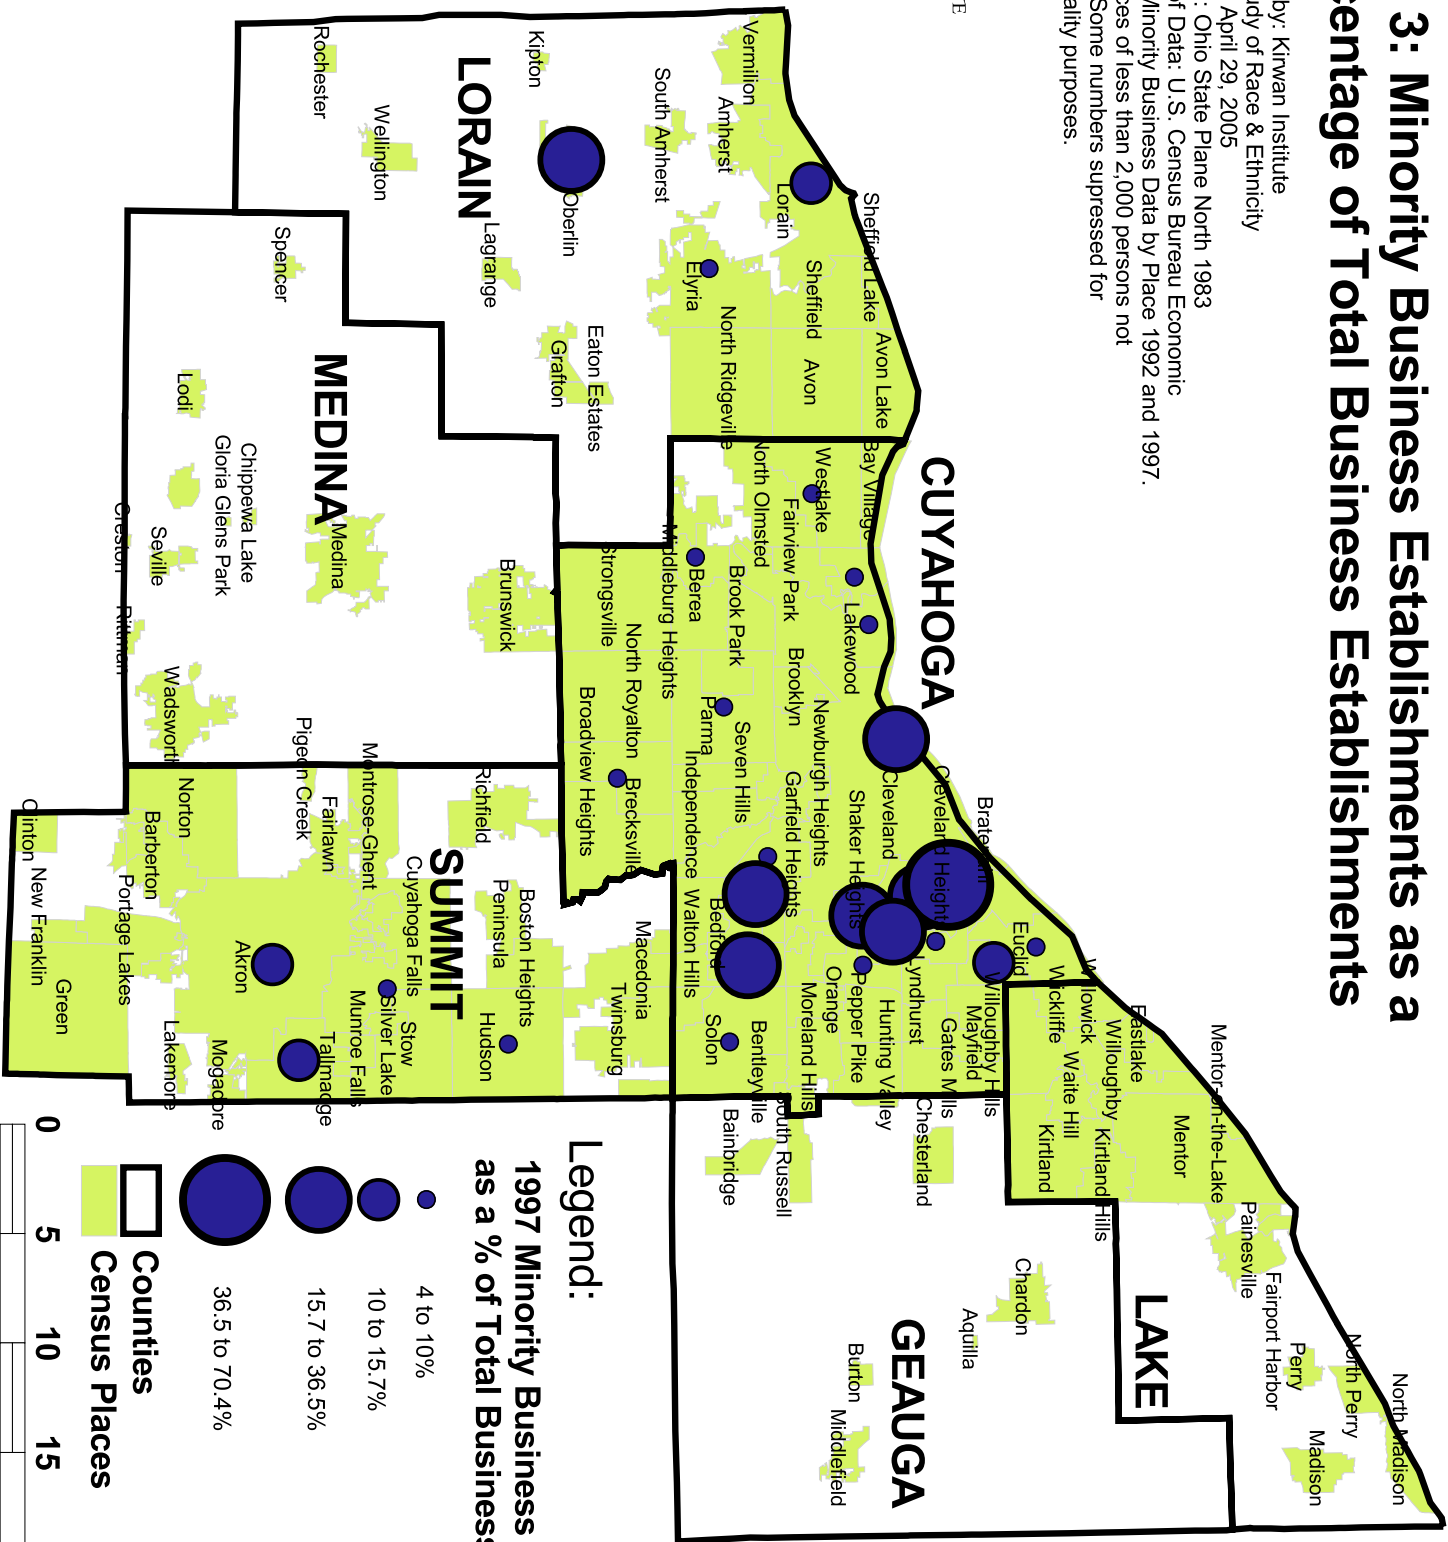 3: Minority Business Establishments as a
centage of Total Business Establishments
by: Kirwan Institute
udy of Race & Ethnicity
April 29, 2005
: Ohio State Plane North 1983
of Data: U.S. Census Bureau Economic
Minority Business Data by Place 1992 and 1997.
ces of less than 2,000 persons not
Some numbers supressed for
ality purposes.
TE
LORAIN
Vermilion
Amherst
South Amherst
Kipton
Rochester
Wellington
Oberlin
Lagrange
Lorain
Sheffield Lake
Sheffield
Elyria
Avon Lake
Avon
North Ridgeville
Eaton Estates
Grafton
MEDINA
Spencer
Lodi
Chippewa Lake
Gloria Glens Park
Medina
Seville
Creston
Rittman
Wadsworth
Brunswick
CUYAHOGA
Bay Village
Westlake
North Olmsted
Fairview Park
Lakewood
Berea
Brook Park
Middleburg Heights
Strongsville
North Royalton
Brooklyn
Parma
Seven Hills
Newburgh Heights
Broadview Heights
Brecksville
Independence
Garfield Heights
Cleveland
Shaker Heights
Cleveland Heights
Bratenahl
Euclid
Bedford
Walton Hills
Lyndhurst
Pepper Pike
Orange
Moreland Hills
Hunting Valley
Gates Mills
Mayfield
Willoughby Hills
Solon
Bentleyville
SUMMIT
Richfield
Montrose-Ghent
Fairlawn
Pigeon Creek
Norton
Barberton
Clinton
New Franklin
Portage Lakes
Green
Akron
Cuyahoga Falls
Peninsula
Boston Heights
Macedonia
Twinsburg
Hudson
Stow
Silver Lake
Munroe Falls
Tallmadge
Mogadore
Lakemore
LAKE
Willowick
Wickliffe
Eastlake
Willoughby
Waite Hill
Kirtland
Kirtland Hills
Mentor-on-the-Lake
Mentor
Painesville
Fairport Harbor
Perry
North Perry
North Madison
Madison
GEAUGA
Chesterland
South Russell
Bainbridge
Chardon
Aquilla
Burton
Middlefield
Legend:
1997 Minority Business
as a % of Total Business
4 to 10%
10 to 15.7%
15.7 to 36.5%
36.5 to 70.4%
Counties
Census Places
0 5 10 15